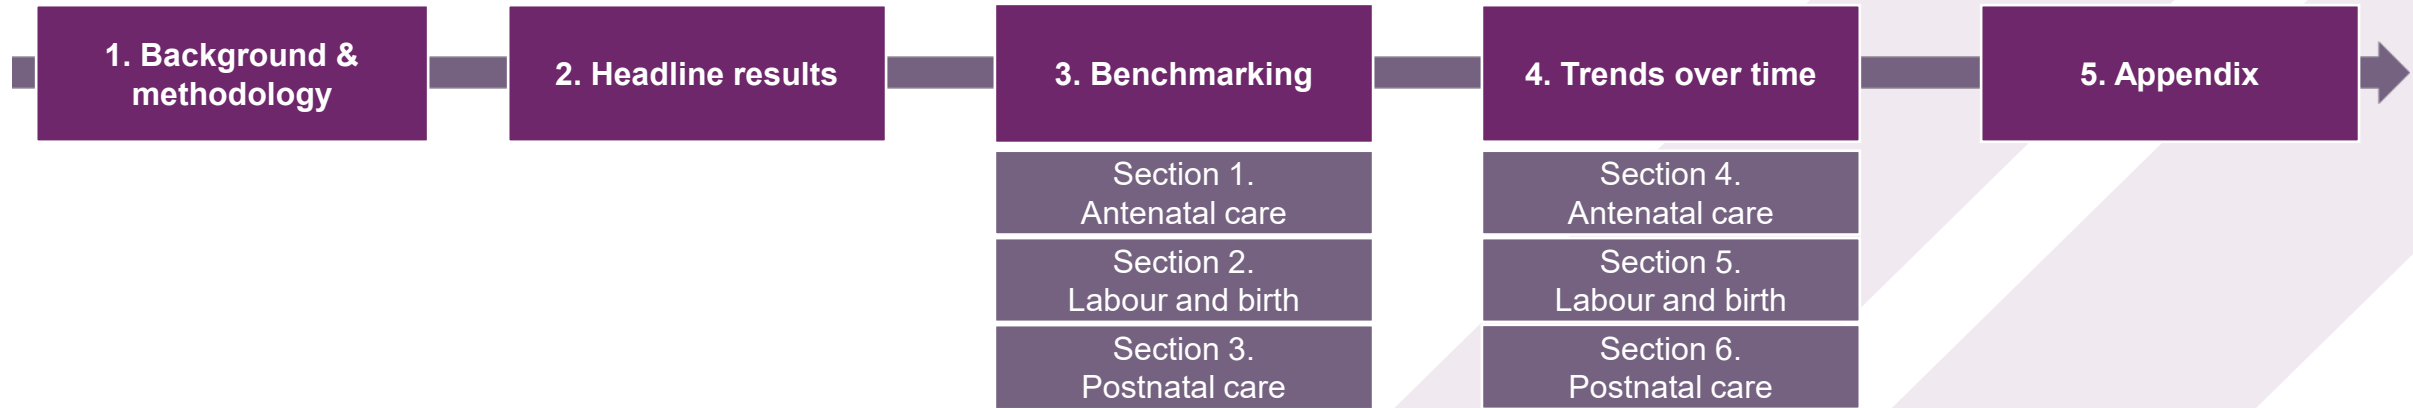 1. Background &
methodology
2. Headline results
3. Benchmarking
Section 1.
Antenatal care
Section 2.
Labour and birth
Section 3.
Postnatal care
4. Trends over time
Section 4.
Antenatal care
Section 5.
Labour and birth
Section 6.
Postnatal care
5. Appendix